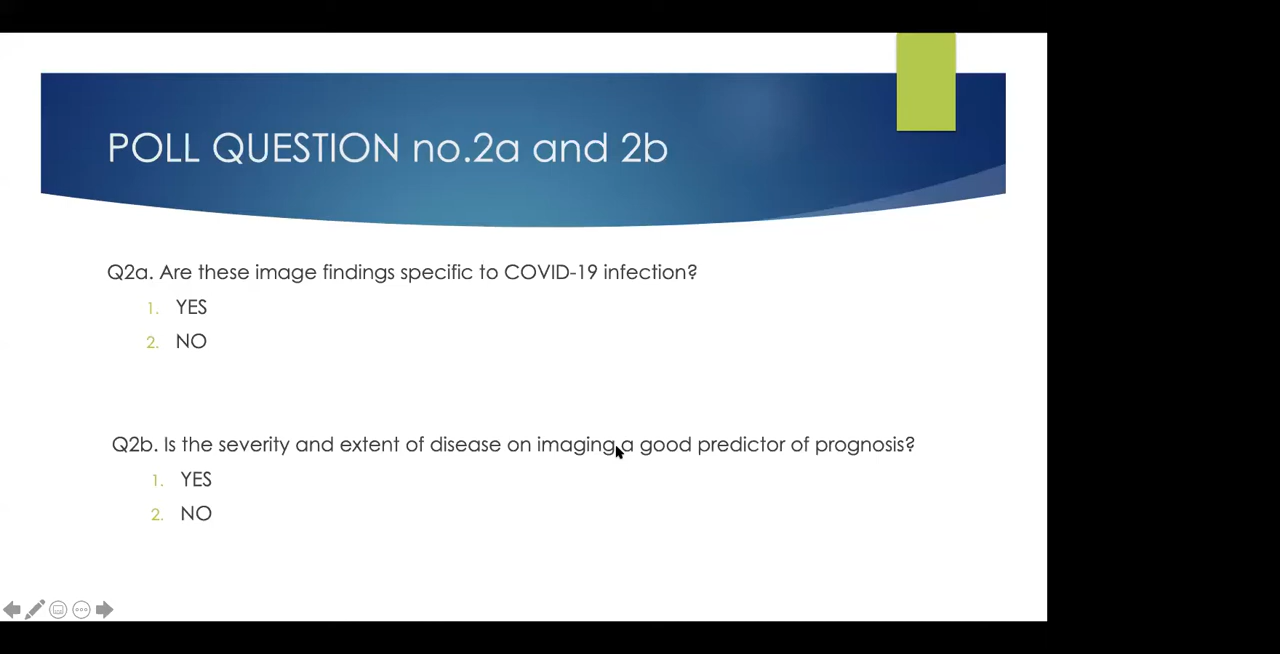 POLL QUESTION no.2a and 2b
Q2a. Are these image findings specific to COVID-19 infection?
1. YES
2. NO
Q2b. Is the severity and extent of disease on imaging a good predictor of prognosis?
1. YES
2. NO